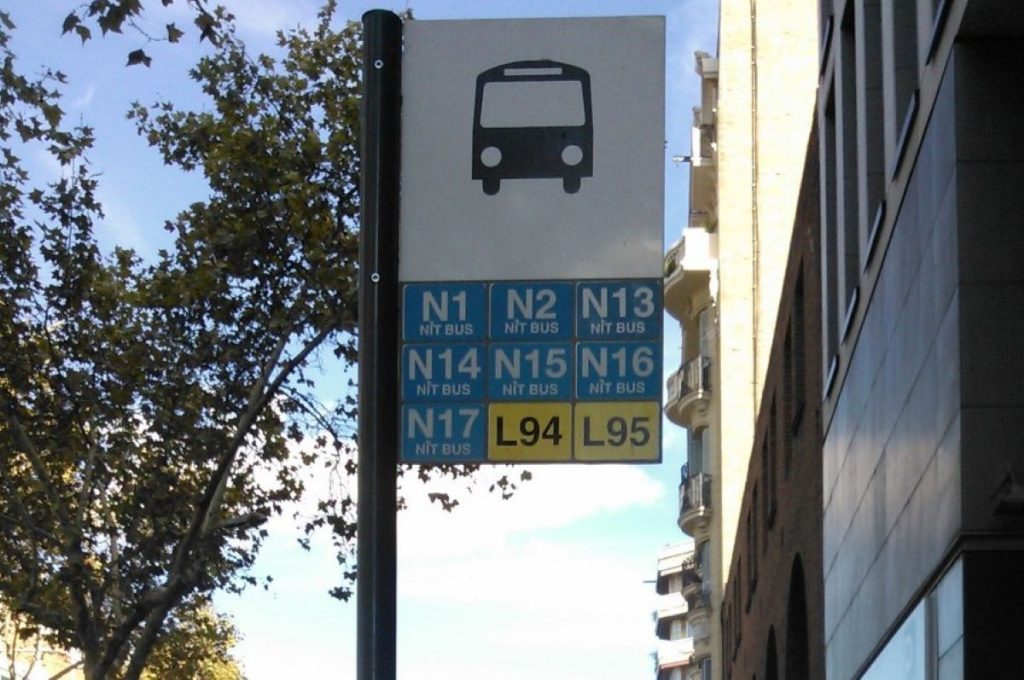 N1 N2 N13
NIT BUS NIT BUS NIT BUS
N14 N15 N16
NIT BUS NIT BUS NIT BUS
N17 L94 L95
NIT BUS